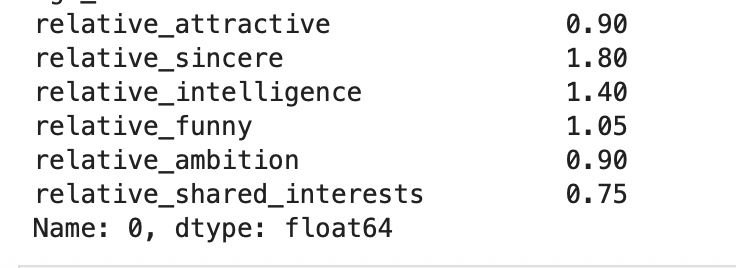 relative_attractive 0.90
relative_sincere 1.80
relative_intelligence 1.40
relative_funny 1.05
relative_ambition 0.90
relative_shared_interests 0.75
Name: 0, dtype: float64